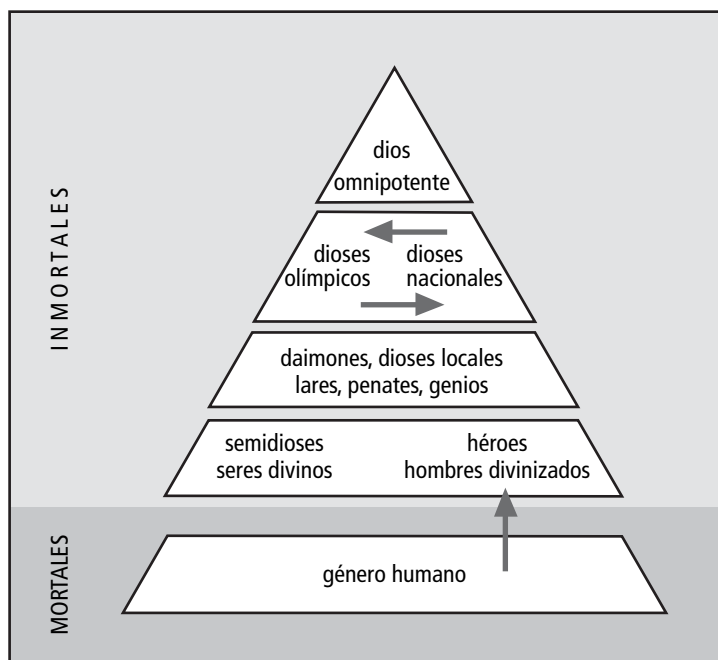 INMORTALES
dios
omnipotente
dioses
olímpicos
dioses
nacionales
daimones, dioses locales
lares, penates, genios
semidioses
seres divinos
héroes
hombres divinizados
MORTALES
género humano